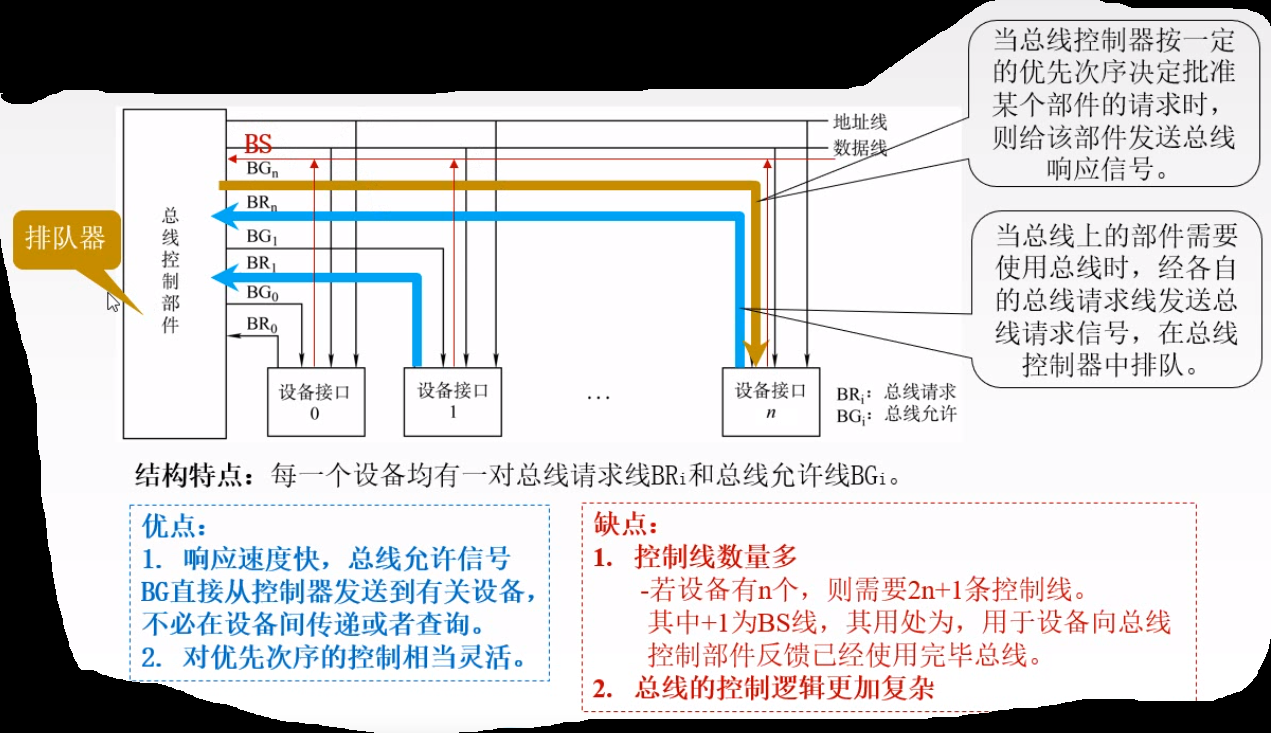 当总线控制器按一定
的优先次序决定批准
某个部件的请求时，
则给该部件发送总线
响应信号。
地址线
数据线
BS
BGn
BRn
BG1
BR1
BG0
BR0
总线控制部件
排队器
当总线上的部件需要
使用总线时，经各自
的总线请求线发送总
线请求信号，在总线
控制器中排队。
设备接口
0
设备接口
1
...
设备接口
n
BRi：总线请求
BGi：总线允许
结构特点：每一个设备均有一对总线请求线BRi和总线允许线BGi。
优点：
1. 响应速度快，总线允许信号
BG直接从控制器发送到有关设备，
不必在设备间传递或者查询。
2. 对优先次序的控制相当灵活。
缺点：
1. 控制线数量多
-若设备有n个，则需要2n+1条控制线。
其中+1为BS线，其用处为，用于设备向总线
控制部件反馈已经使用完毕总线。
2. 总线的控制逻辑更加复杂